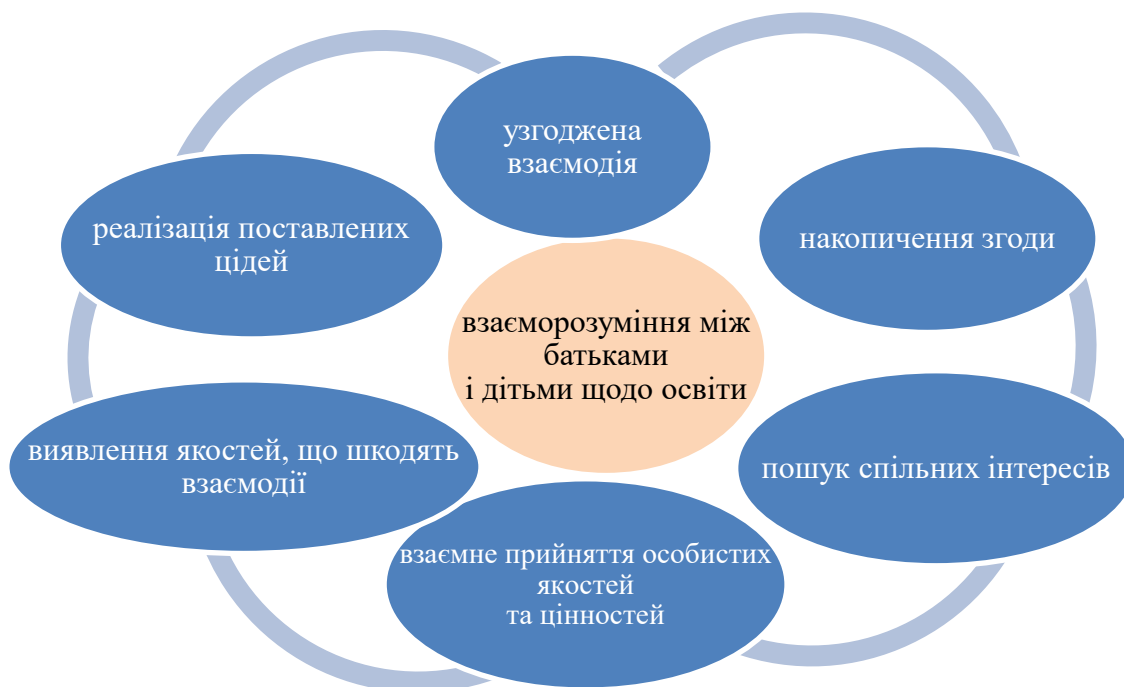 узгоджена
взаємодія
накопичення згоди
пошук спільних інтересів
взаємне прийняття особистих
якостей
та цінностей
виявлення якостей, що шкодять
взаємодії
реалізація поставлених
цідей
взаєморозуміння між
батьками
і дітьми щодо освіти